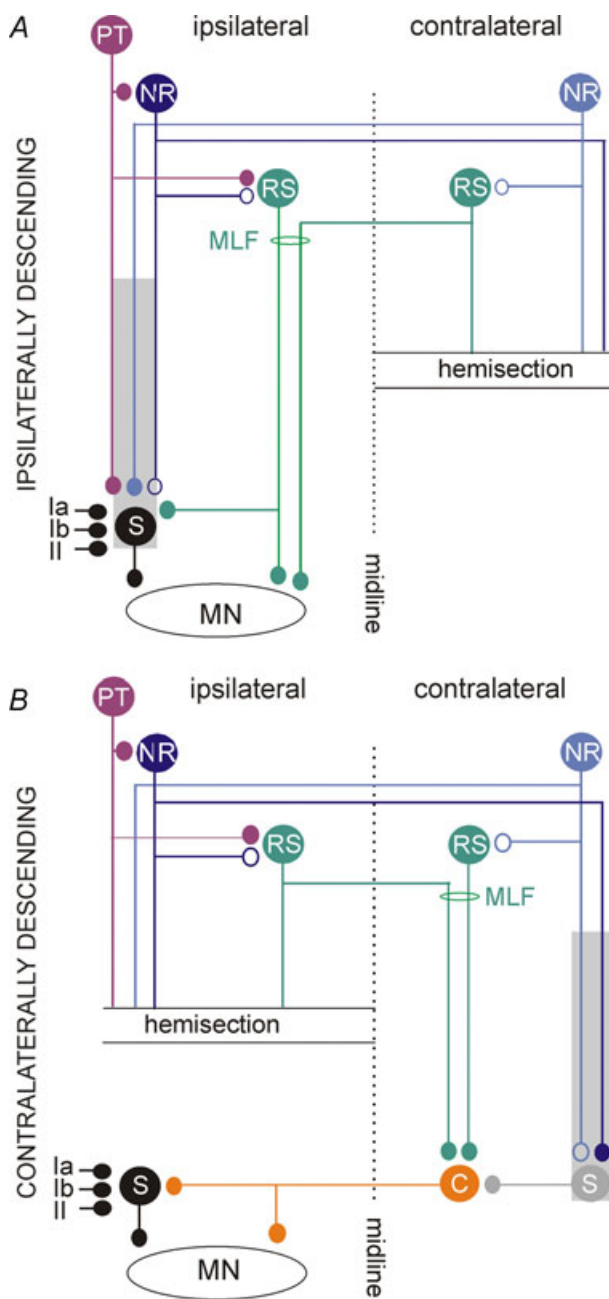 A
ipsilateral contralateral
PT
NR NR
RS RS
MLF
IPSILATERALLY DESCENDING
hemisection
Ia
Ib
II
S
midline
MN
B
ipsilateral contralateral
PT
NR NR
RS RS
MLF
CONTRALATERALLY DESCENDING
hemisection
Ia
Ib
II
S C S
midline
MN